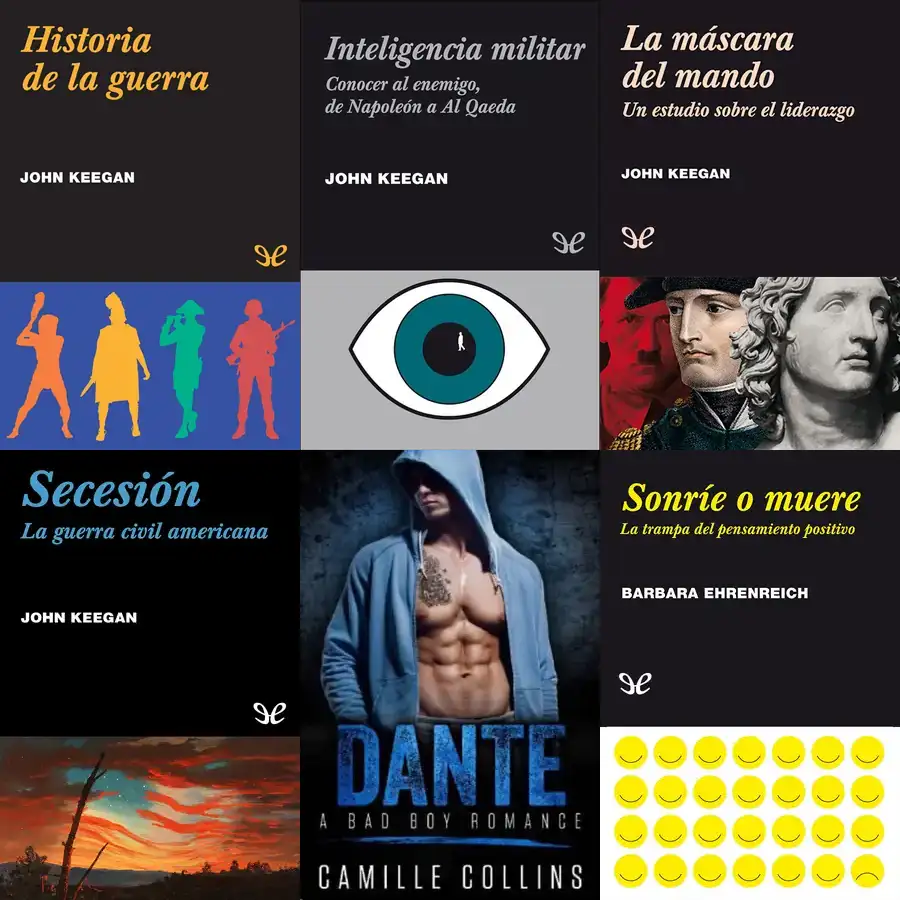 Historia
de la guerra
JOHN KEEGAN
Inteligencia militar
Conocer al enemigo,
de Napoleón a Al Qaeda
JOHN KEEGAN
La máscara
del mando
Un estudio sobre el liderazgo
JOHN KEEGAN
Secesión
La guerra civil americana
JOHN KEEGAN
DANTE
A BAD BOY ROMANCE
CAMILLE COLLINS
Sonríe o muere
La trampa del pensamiento positivo
BARBARA EHRENREICH